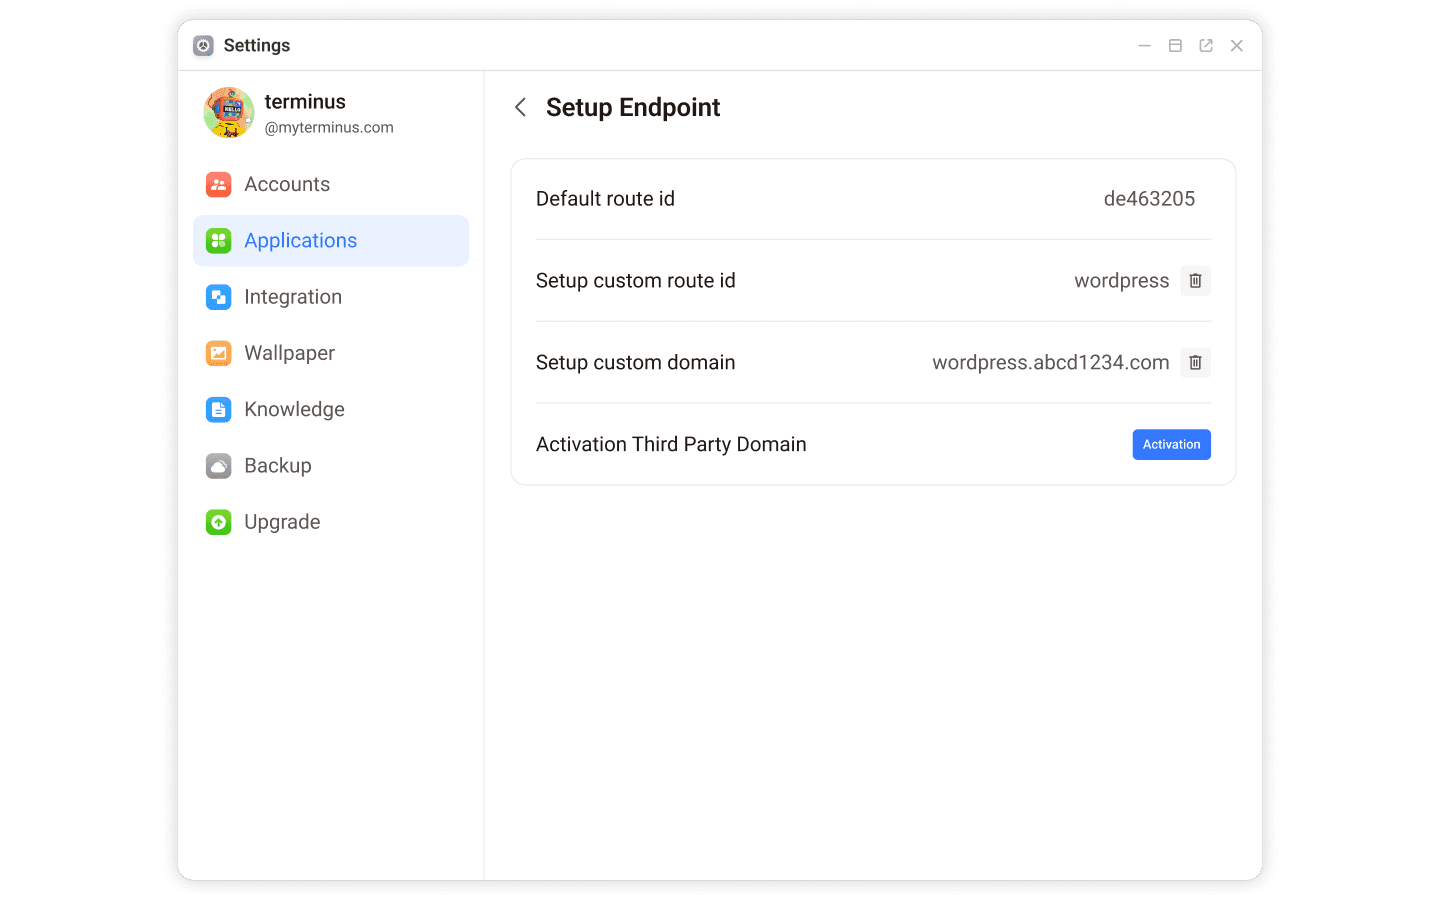 Settings
terminus
@myterminus.com
Accounts
Applications
Integration
Wallpaper
Knowledge
Backup
Upgrade
Setup Endpoint
Default route id de463205
Setup custom route id wordpress
Setup custom domain wordpress.abcd1234.com
Activation Third Party Domain Activation